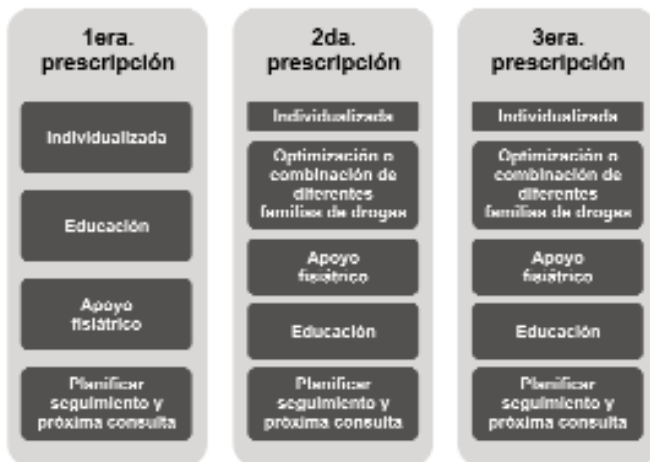 1era.
prescripción
Individualizada
Educación
Apoyo
fisiátrico
Planificar
seguimiento y
próxima consulta
2da.
prescripción
Individualizada
Optimización o
combinación de
diferentes
familias de drogas
Apoyo
fisiátrico
Educación
Planificar
seguimiento y
próxima consulta
3era.
prescripción
Individualizada
Optimización o
combinación de
diferentes
familias de drogas
Apoyo
fisiátrico
Educación
Planificar
seguimiento y
próxima consulta